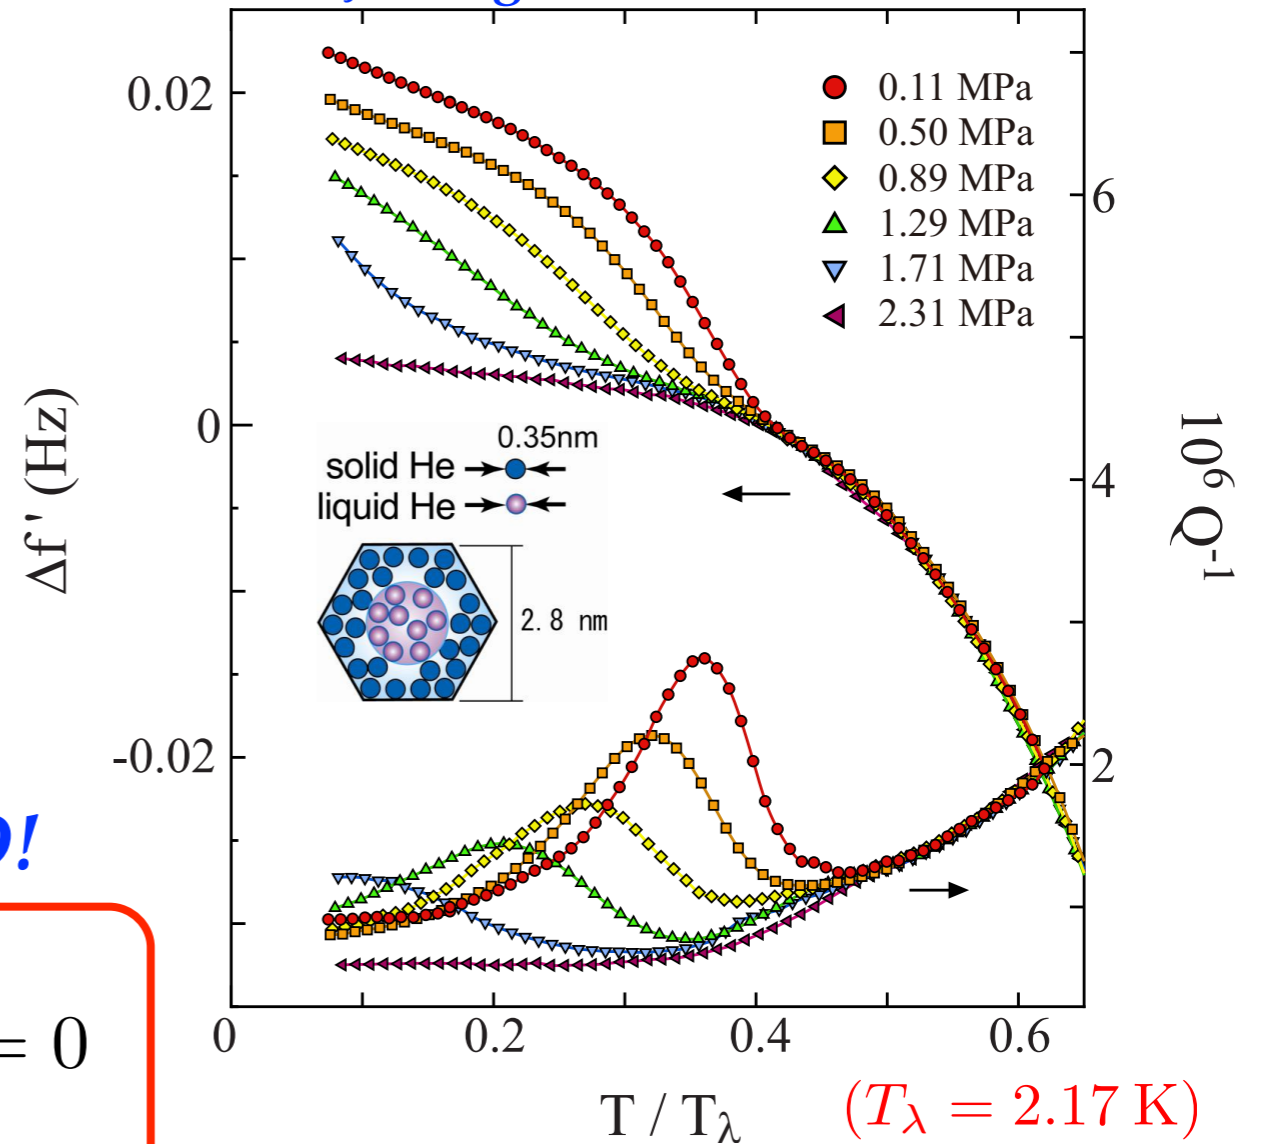 0.02
0
-0.02
Δf ' (Hz)
0.11 MPa
0.50 MPa
0.89 MPa
1.29 MPa
1.71 MPa
2.31 MPa
6
4
2
10⁶ Q⁻¹
0.35nm
solid He
liquid He
2.8 nm
!
= 0
0
0.2
0.4
0.6
T / Tλ
(Tλ = 2.17 K)